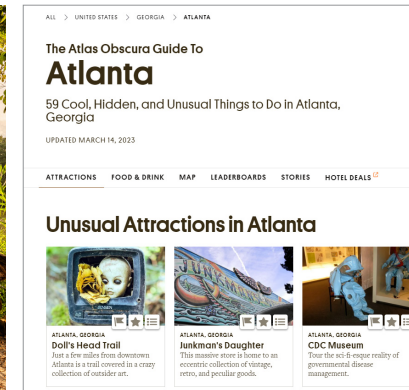 ALL > UNITED STATES > GEORGIA > ATLANTA
The Atlas Obscura Guide To
Atlanta
59 Cool, Hidden, and Unusual Things to Do in Atlanta,
Georgia
UPDATED MARCH 14, 2023
ATTRACTIONS FOOD & DRINK MAP LEADERBOARDS STORIES HOTEL DEALS
Unusual Attractions in Atlanta
JUNKMAN'S
ATLANTA, GEORGIA
Doll's Head Trail
Just a few miles from downtown
Atlanta is a trail covered in a crazy
collection of outsider art.
ATLANTA, GEORGIA
Junkman's Daughter
This massive store is home to an
eccentric collection of vintage,
retro, and peculiar goods.
ATLANTA, GEORGIA
CDC Museum
Tour the sci-fi-esque reality of
governmental disease
management.